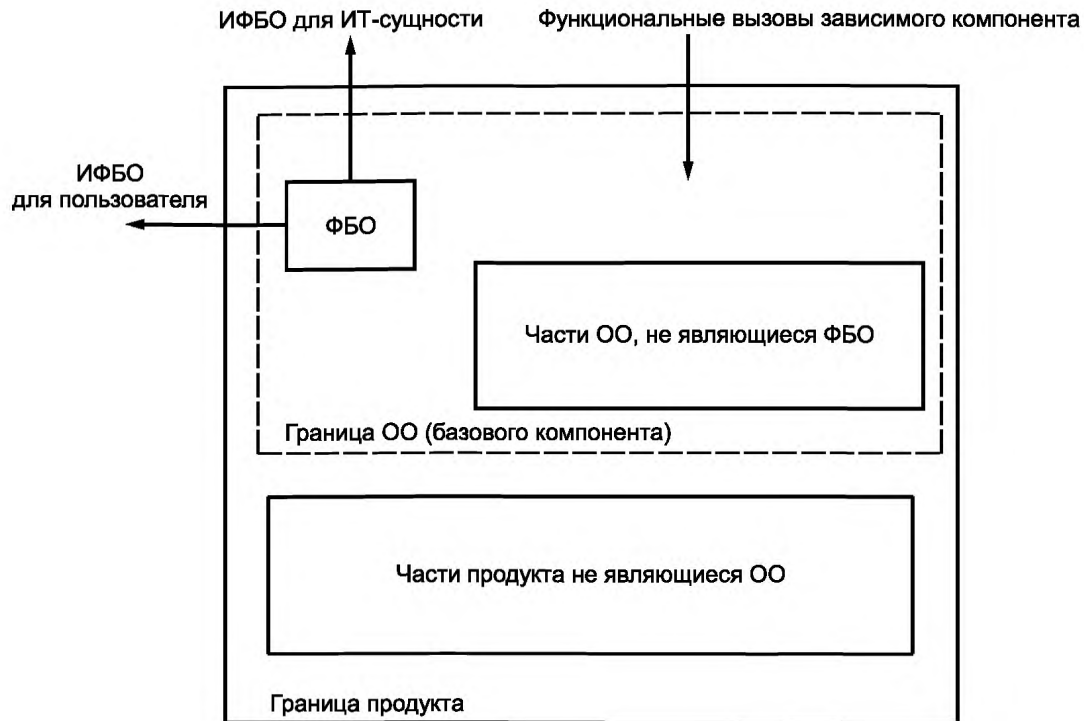 ИФБО для ИТ-сущности
Функциональные вызовы зависимого компонента
ИФБО
для пользователя
ФБО
Части ОО, не являющиеся ФБО
Граница ОО (базового компонента)
Части продукта не являющиеся ОО
Граница продукта